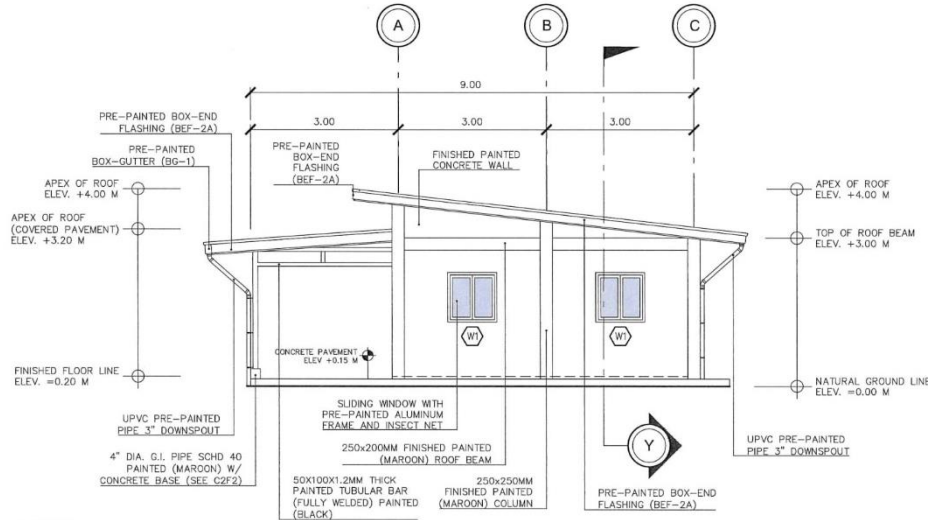 A
B
C
9.00
3.00
3.00
3.00
PRE-PAINTED BOX-END
FLASHING (BEF-2A)
PRE-PAINTED
BOX-GUTTER (BG-1)
PRE-PAINTED
BOX-END
FLASHING
(BEF-2A)
FINISHED PAINTED
CONCRETE WALL
APEX OF ROOF
ELEV. +4.00 M
APEX OF ROOF
(COVERED PAVEMENT)
ELEV. +3.20 M
APEX OF ROOF
ELEV. +4.00 M
TOP OF ROOF BEAM
ELEV. +3.00 M
W1
W1
CONCRETE PAVEMENT
ELEV +0.15 M
FINISHED FLOOR LINE
ELEV. =0.20 M
NATURAL GROUND LINE
ELEV. =0.00 M
UPVC PRE-PAINTED
PIPE 3" DOWNSPOUT
4" DIA. G.I. PIPE SCHD 40
PAINTED (MAROON) W/
CONCRETE BASE (SEE C2F2)
SLIDING WINDOW WITH
PRE-PAINTED ALUMINUM
FRAME AND INSECT NET
250x200MM FINISHED PAINTED
(MAROON) ROOF BEAM
50X100X1.2MM THICK
PAINTED TUBULAR BAR
(FULLY WELDED) PAINTED
(BLACK)
250x250MM
FINISHED PAINTED
(MAROON) COLUMN
Y
PRE-PAINTED BOX-END
FLASHING (BEF-2A)
UPVC PRE-PAINTED
PIPE 3" DOWNSPOUT